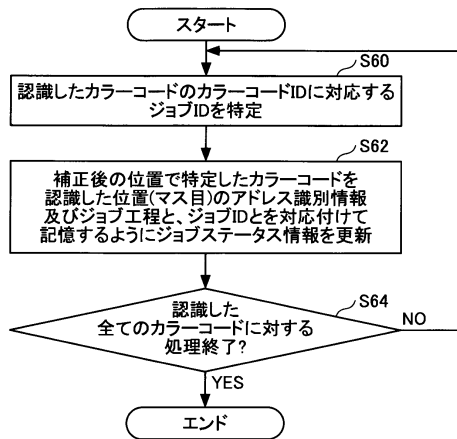 スタート
S60
認識したカラーコードのカラーコードIDに対応する
ジョブIDを特定
S62
補正後の位置で特定したカラーコードを
認識した位置(マス目)のアドレス識別情報
及びジョブ工程と、ジョブIDとを対応付けて
記憶するようにジョブステータス情報を更新
S64
認識した
全てのカラーコードに対する
処理終了?
NO
YES
エンド